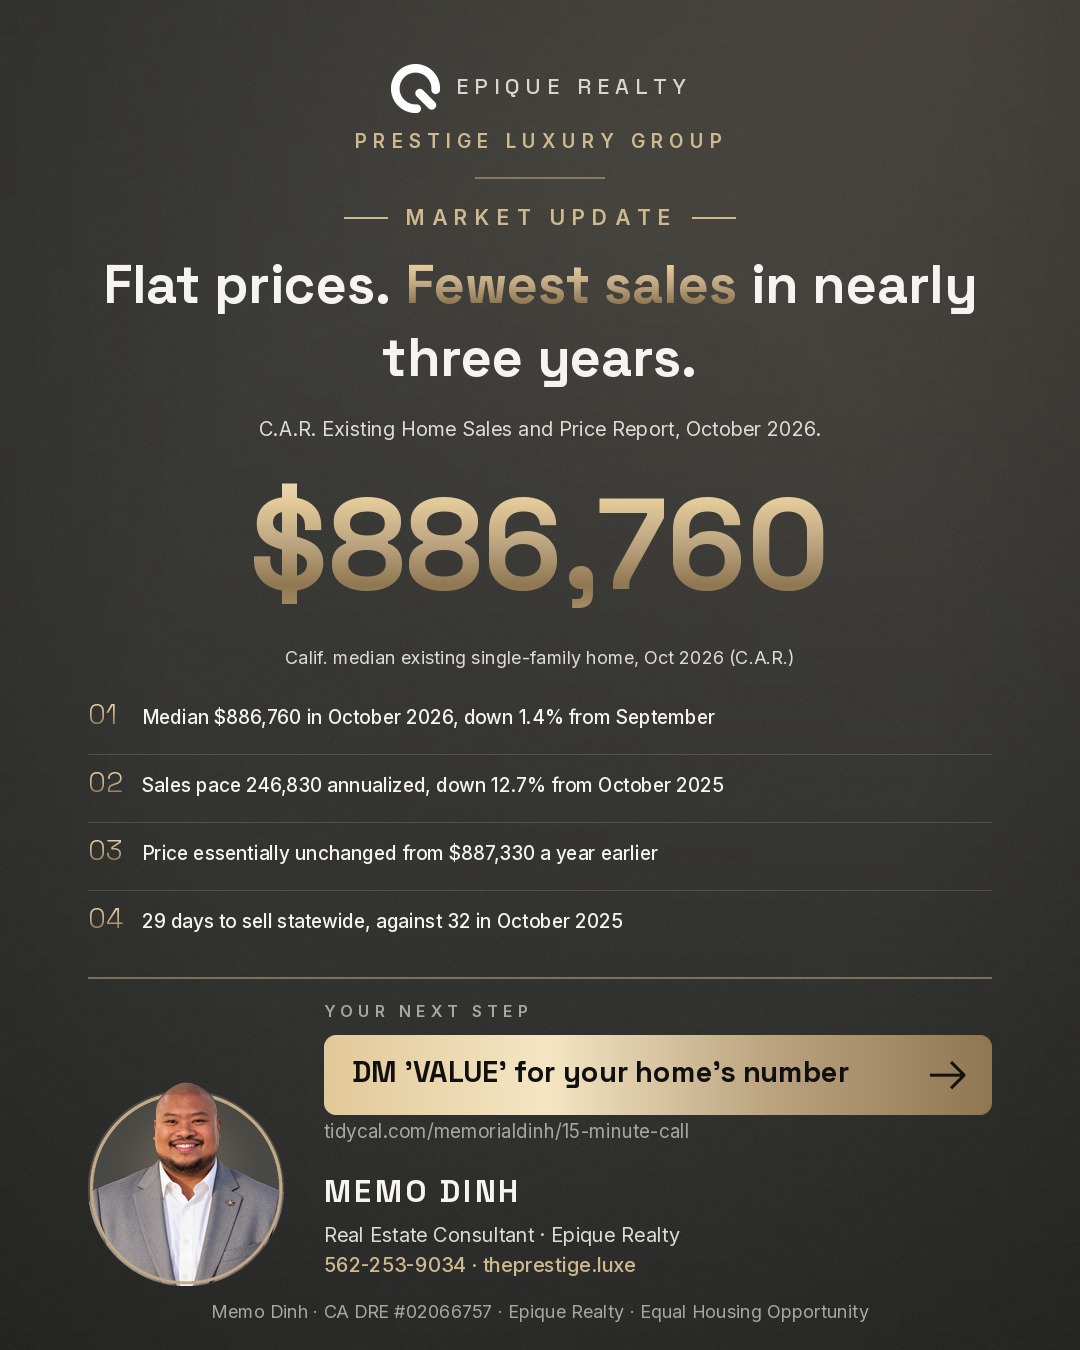 EPIQUE REALTY
PRESTIGE LUXURY GROUP
MARKET UPDATE
Flat prices. Fewest sales in nearly
three years.
C.A.R. Existing Home Sales and Price Report, October 2026.
$886,760
Calif. median existing single-family home, Oct 2026 (C.A.R.)
01 Median $886,760 in October 2026, down 1.4% from September
02 Sales pace 246,830 annualized, down 12.7% from October 2025
03 Price essentially unchanged from $887,330 a year earlier
04 29 days to sell statewide, against 32 in October 2025
YOUR NEXT STEP
DM ’VALUE’ for your home’s number
tidycal.com/memorialdinh/15-minute-call
MEMO DINH
Real Estate Consultant · Epique Realty
562-253-9034 · theprestige.luxe
Memo Dinh · CA DRE #02066757 · Epique Realty · Equal Housing Opportunity